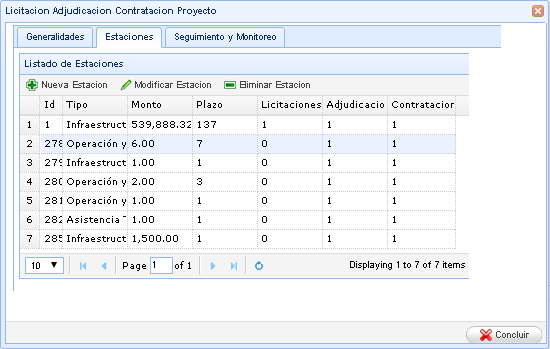 Licitacion Adjudicacion Contratacion Proyecto
Generalidades Estaciones Seguimiento y Monitoreo
Listado de Estaciones
Nueva Estacion Modificar Estacion Eliminar Estacion
Id Tipo Monto Plazo Licitaciones Adjudicacio Contratacion
1 1 Infraestruct 539,888.32 137 1 1 1
2 278 Operación y 6.00 7 0 1 1
3 279 Infraestruct 1.00 1 0 1 1
4 280 Operación y 2.00 3 0 1 1
5 281 Operación y 1.00 1 0 1 1
6 282 Asistencia T 1.00 1 0 1 1
7 285 Infraestruct 1,500.00 1 0 1 1
10 Page 1 of 1 Displaying 1 to 7 of 7 items
Concluir